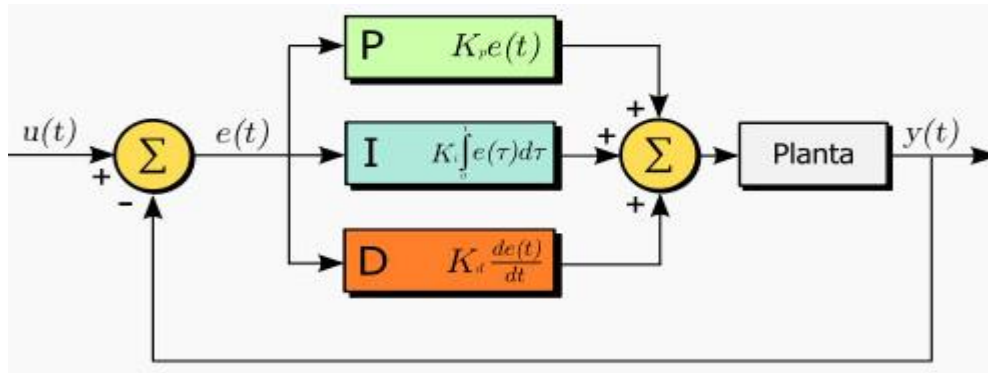 P K_p e(t)
u(t) + - Σ e(t)
I K_i ∫ e(τ)dτ
+ + + Σ
Planta y(t)
D K_d de(t)/dt